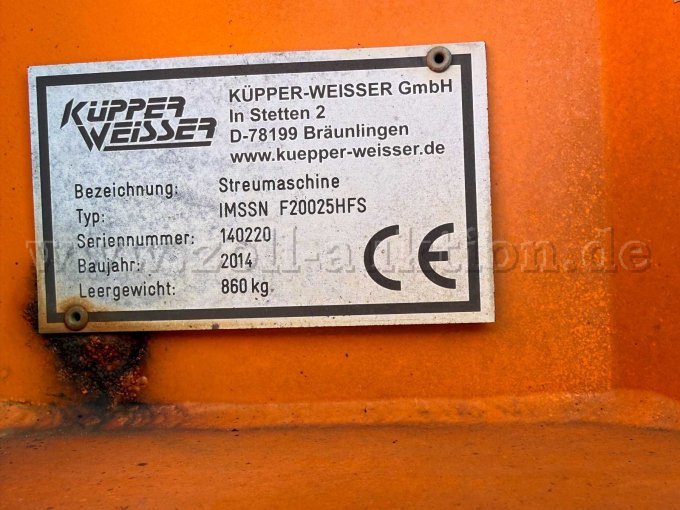 KÜPPER
WEISSER
KÜPPER-WEISSER GmbH
In Stetten 2
D-78199 Bräunlingen
www.kuepper-weisser.de
Bezeichnung: Streumaschine
Typ: IMSSN F20025HFS
Seriennummer: 140220
Baujahr: 2014
Leergewicht: 860 kg
CE
www.zoll-auktion.de